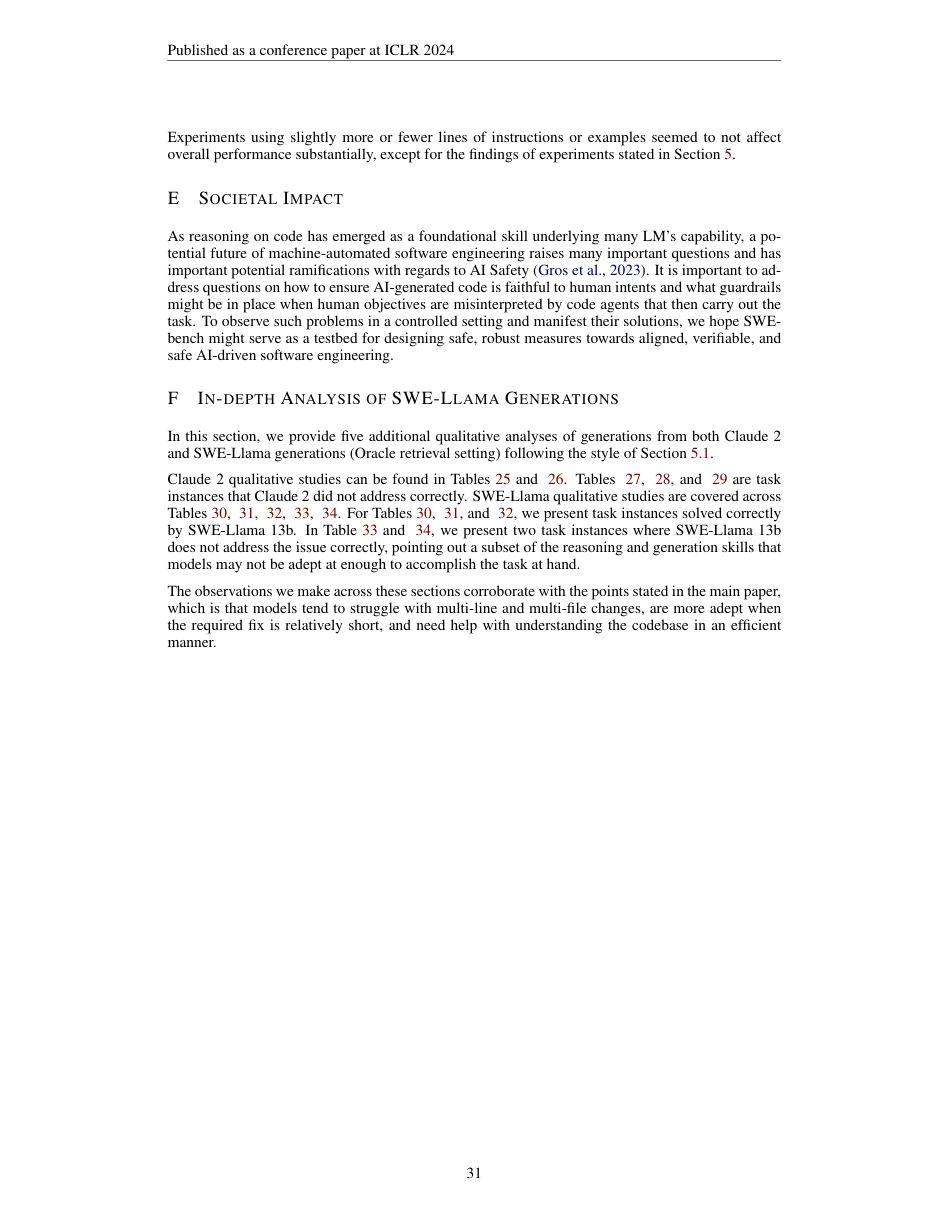 Published as a conference paper at ICLR 2024
Experiments using slightly more or fewer lines of instructions or examples seemed to not affect
overall performance substantially, except for the findings of experiments stated in Section 5.
E SOCIETAL IMPACT
As reasoning on code has emerged as a foundational skill underlying many LM's capability, a po-
tential future of machine-automated software engineering raises many important questions and has
important potential ramifications with regards to AI Safety (Gros et al., 2023). It is important to ad-
dress questions on how to ensure AI-generated code is faithful to human intents and what guardrails
might be in place when human objectives are misinterpreted by code agents that then carry out the
task. To observe such problems in a controlled setting and manifest their solutions, we hope SWE-
bench might serve as a testbed for designing safe, robust measures towards aligned, verifiable, and
safe AI-driven software engineering.
F IN-DEPTH ANALYSIS OF SWE-LLAMA GENERATIONS
In this section, we provide five additional qualitative analyses of generations from both Claude 2
and SWE-Llama generations (Oracle retrieval setting) following the style of Section 5.1.
Claude 2 qualitative studies can be found in Tables 25 and 26. Tables 27, 28, and 29 are task
instances that Claude 2 did not address correctly. SWE-Llama qualitative studies are covered across
Tables 30, 31, 32, 33, 34. For Tables 30, 31, and 32, we present task instances solved correctly
by SWE-Llama 13b. In Table 33 and 34, we present two task instances where SWE-Llama 13b
does not address the issue correctly, pointing out a subset of the reasoning and generation skills that
models may not be adept at enough to accomplish the task at hand.
The observations we make across these sections corroborate with the points stated in the main paper,
which is that models tend to struggle with multi-line and multi-file changes, are more adept when
the required fix is relatively short, and need help with understanding the codebase in an efficient
manner.
31